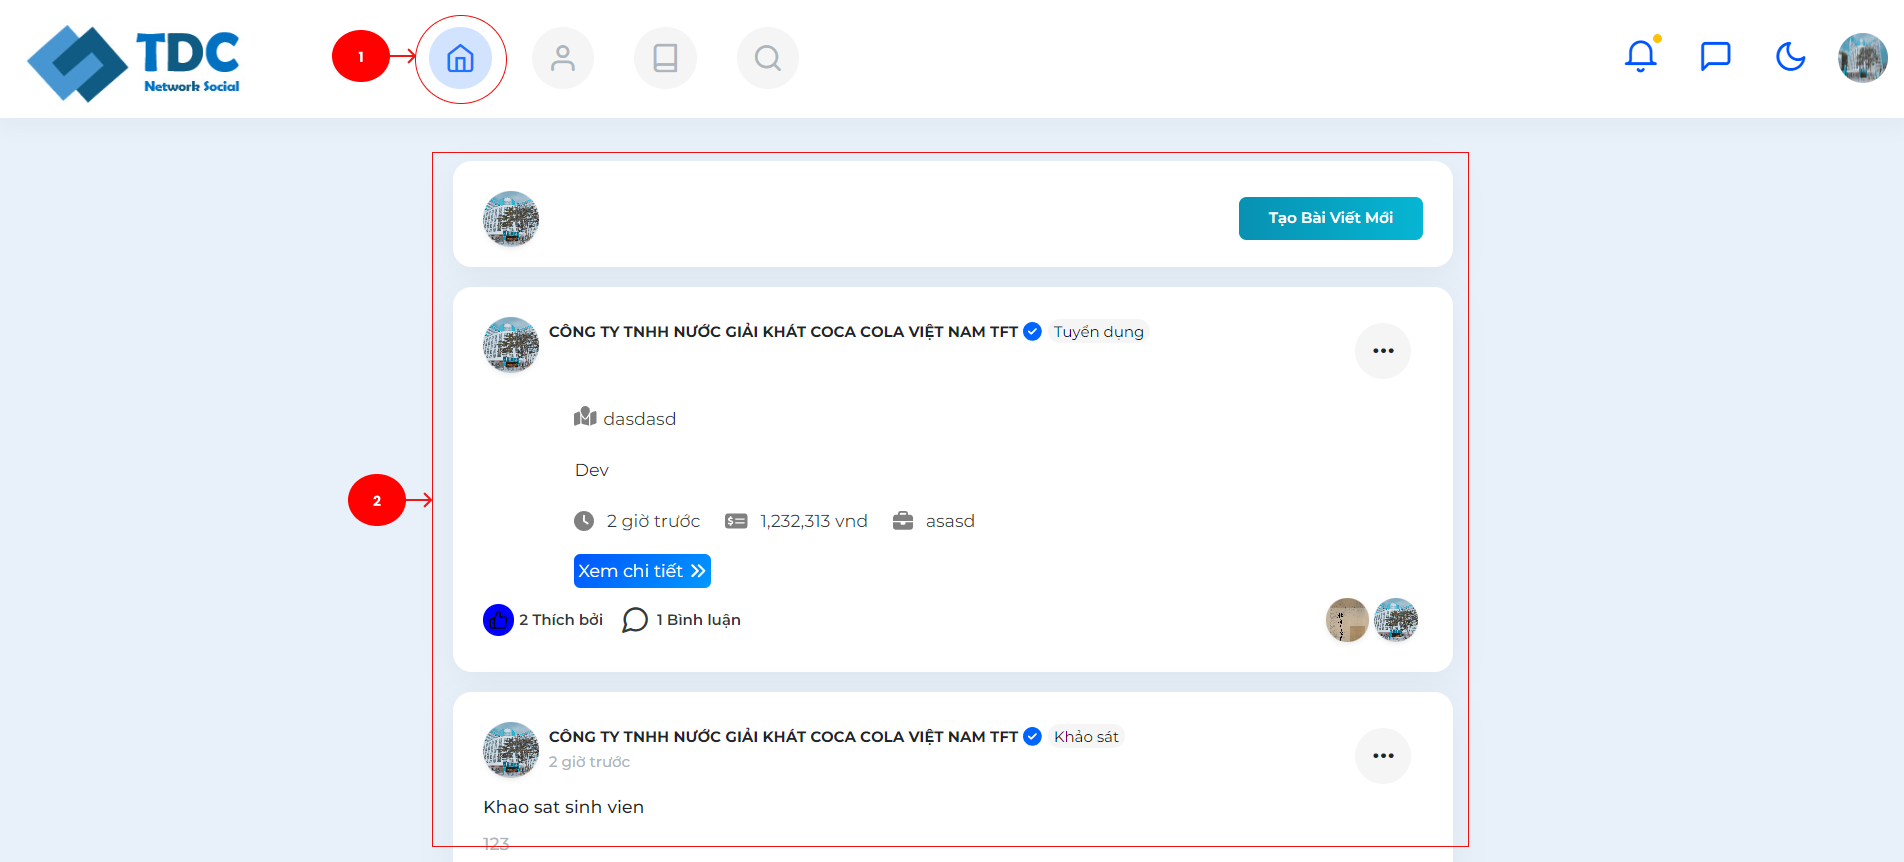 TDC
Network Social
1
Tạo Bài Viết Mới
CÔNG TY TNHH NƯỚC GIẢI KHÁT COCA COLA VIỆT NAM TFT Tuyển dụng
dasdasd
Dev
2
2 giờ trước 1,232,313 vnd asasd
Xem chi tiết
2 Thích bởi 1 Bình luận
CÔNG TY TNHH NƯỚC GIẢI KHÁT COCA COLA VIỆT NAM TFT Khảo sát
2 giờ trước
Khao sat sinh vien
123